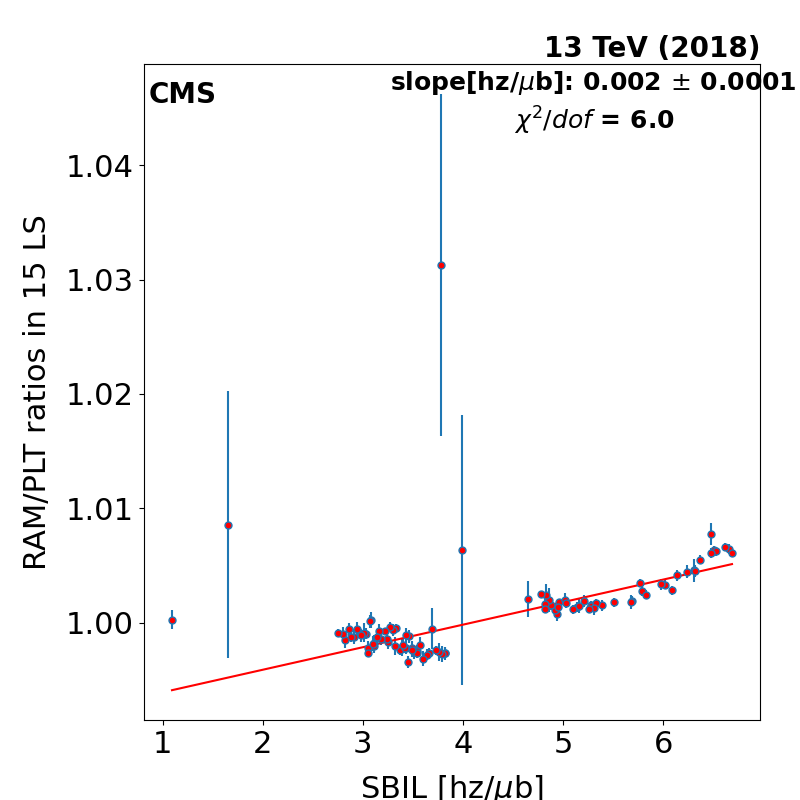 13 TeV (2018)
CMS
slope[hz/μb]: 0.002 ± 0.0001
χ²/dof = 6.0
RAM/PLT ratios in 15 LS
1.04
1.03
1.02
1.01
1.00
1 2 3 4 5 6
SBIL [hz/μb]